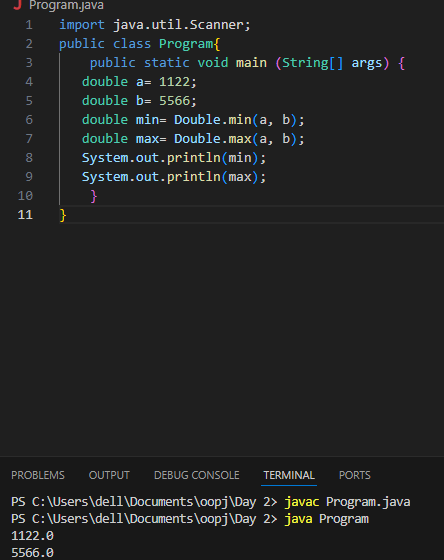 Program.java
1 import java.util.Scanner;
2 public class Program{
3 public static void main (String[] args) {
4 double a= 1122;
5 double b= 5566;
6 double min= Double.min(a, b);
7 double max= Double.max(a, b);
8 System.out.println(min);
9 System.out.println(max);
10 }
11 }
PROBLEMS OUTPUT DEBUG CONSOLE TERMINAL PORTS
PS C:\Users\dell\Documents\oopj\Day 2> javac Program.java
PS C:\Users\dell\Documents\oopj\Day 2> java Program
1122.0
5566.0